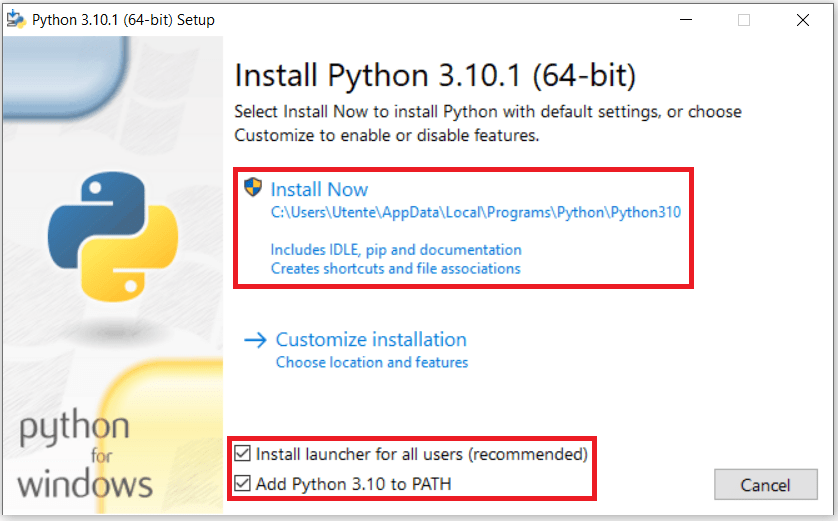 Python 3.10.1 (64-bit) Setup
Install Python 3.10.1 (64-bit)
Select Install Now to install Python with default settings, or choose
Customize to enable or disable features.
Install Now
C:\Users\Utente\AppData\Local\Programs\Python\Python310
Includes IDLE, pip and documentation
Creates shortcuts and file associations
Customize installation
Choose location and features
python
for
windows
Install launcher for all users (recommended)
Add Python 3.10 to PATH
Cancel